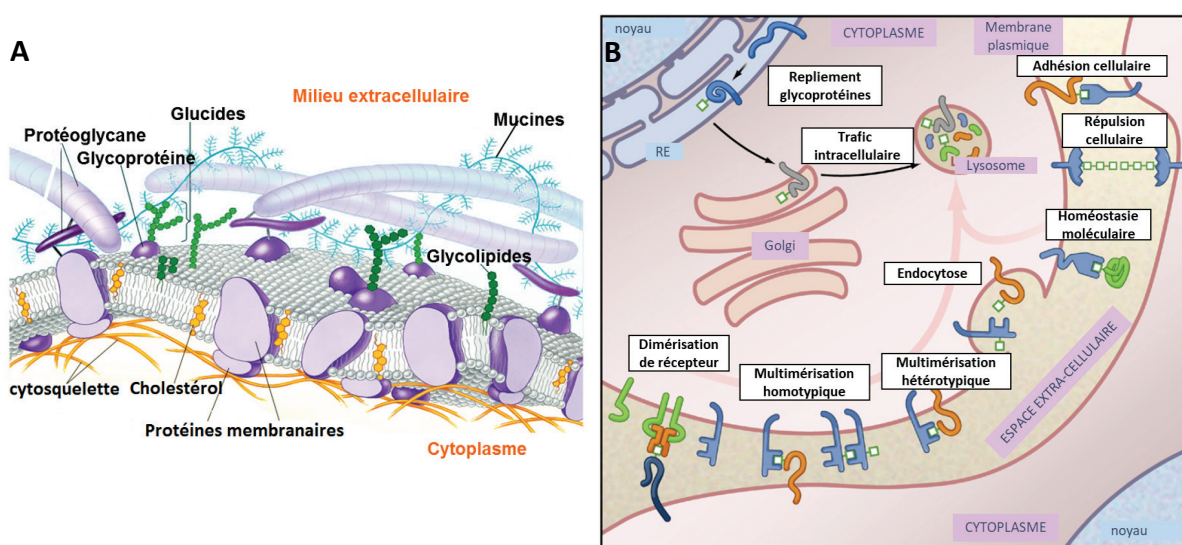 A
Milieu extracellulaire
Glucides
Mucines
Protéoglycane
Glycoprotéine
Glycolipides
cytosquelette
Cholestérol
Protéines membranaires
Cytoplasme
B
noyau
CYTOPLASME
Membrane
plasmique
Adhésion cellulaire
Repliement
glycoprotéines
Répulsion
cellulaire
Trafic
intracellulaire
RE
Lysosome
Homéostasie
moléculaire
Golgi
Endocytose
Dimérisation
de récepteur
Multimérisation
homotypique
Multimérisation
hétérotypique
ESPACE EXTRA-CELLULAIRE
CYTOPLASME
noyau